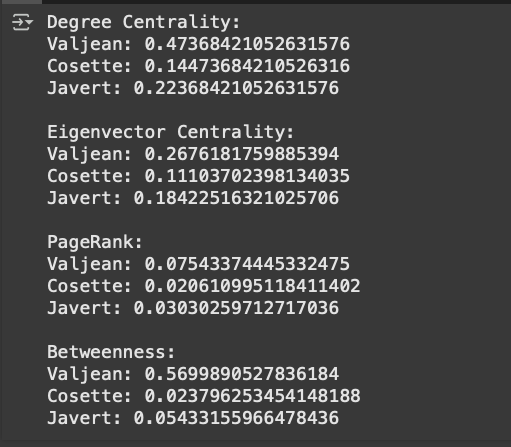 Degree Centrality:
Valjean: 0.47368421052631576
Cosette: 0.14473684210526316
Javert: 0.22368421052631576
Eigenvector Centrality:
Valjean: 0.2676181759885394
Cosette: 0.11103702398134035
Javert: 0.18422516321025706
PageRank:
Valjean: 0.07543374445332475
Cosette: 0.020610995118411402
Javert: 0.03030259712717036
Betweenness:
Valjean: 0.5699890527836184
Cosette: 0.023796253454148188
Javert: 0.05433155966478436